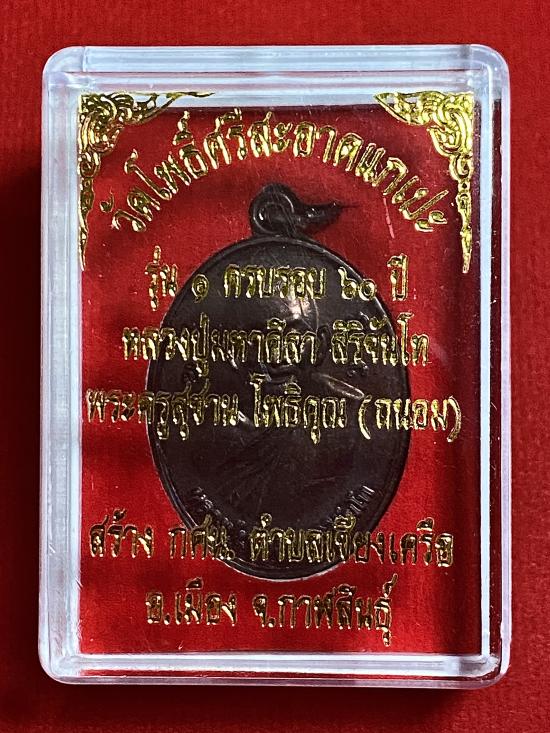 วัดโพธิ์ศรีสะอาดแกเปะ
รุ่น ๑ ครบรอบ ๖๐ ปี
หลวงปู่มหาศิลา สิริจันโท
พระครูสุชาน โพธิคุณ (ถนอม)
สร้าง กศน. ตำบลเชียงเครือ
อ.เมือง จ.กาฬสินธุ์